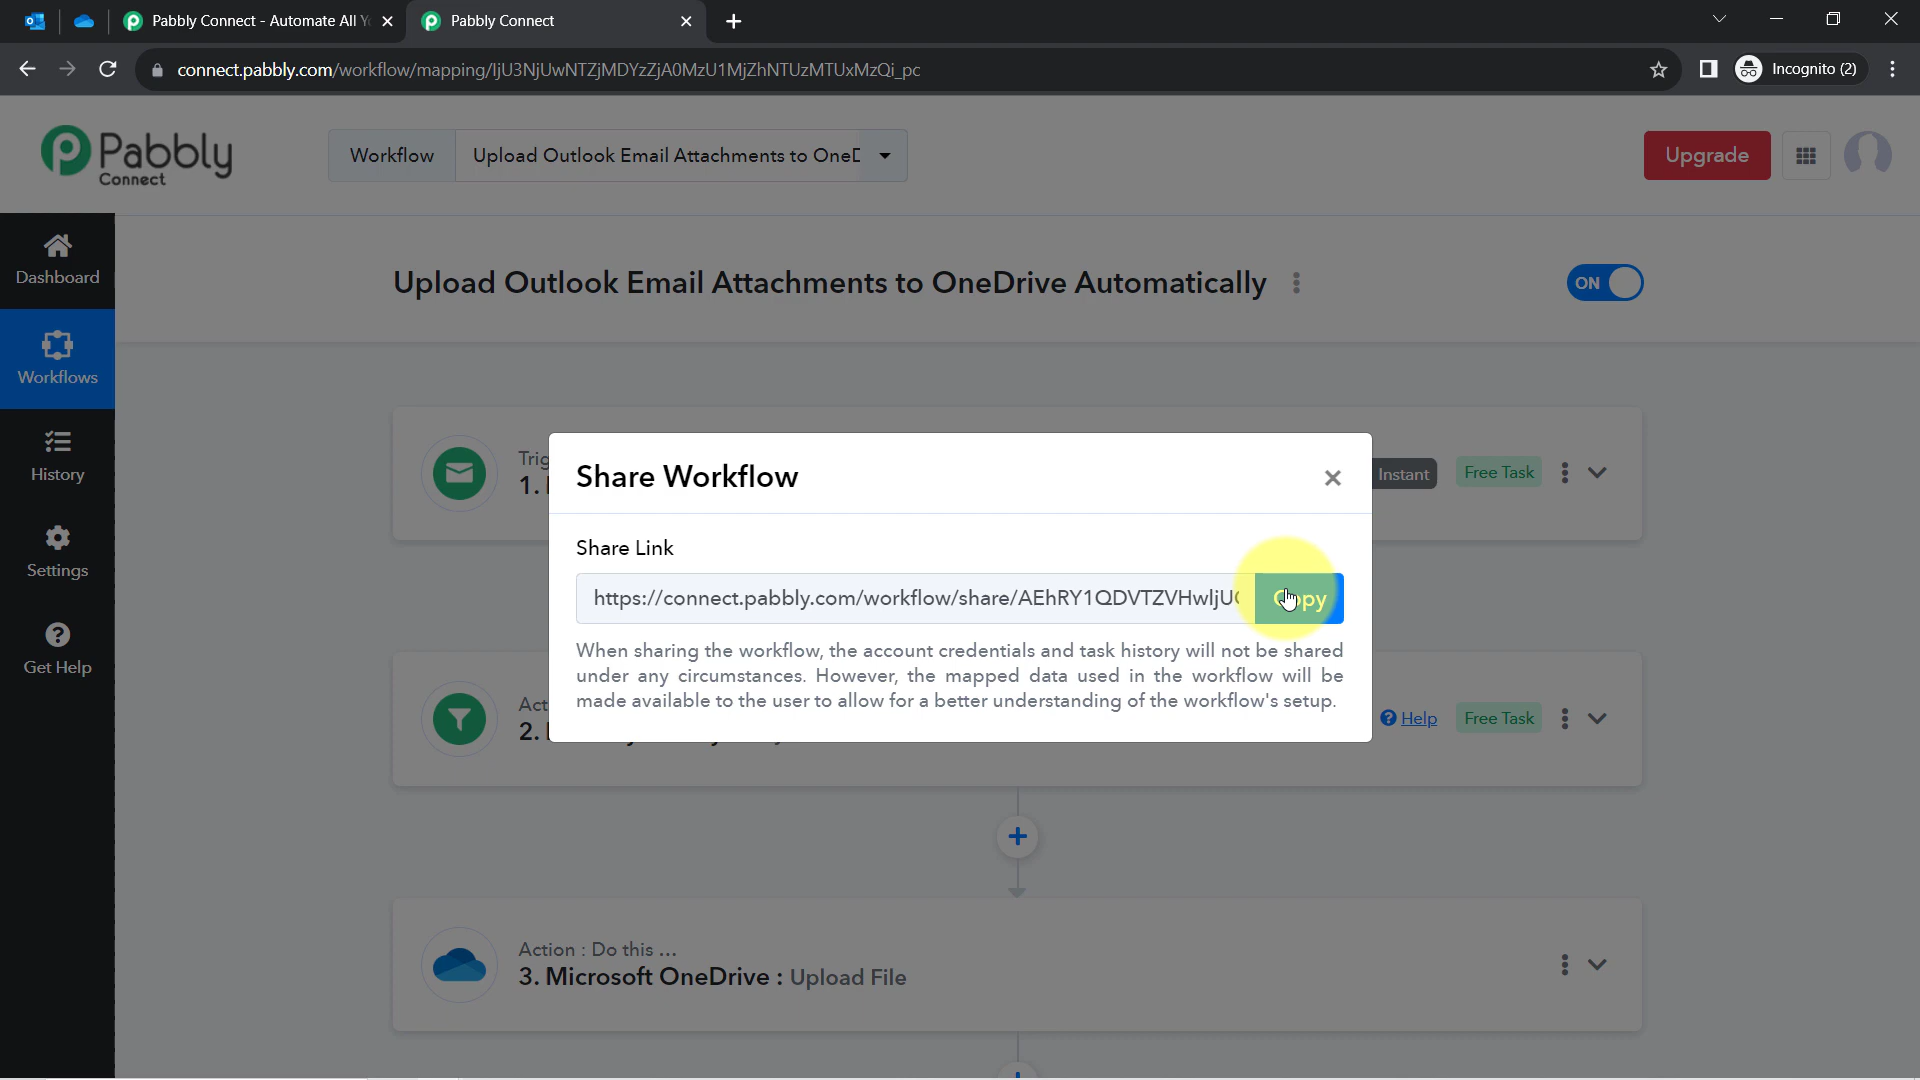 Pabbly Connect - Automate All Y
Pabbly Connect
connect.pabbly.com/workflow/mapping/IjU3NjUwNTZjMDYzZjA0MzU1MjZhNTUzMTUxMzQi_pc
Incognito (2)
Pabbly
Connect
Workflow
Upload Outlook Email Attachments to One
Upgrade
Dashboard
Workflows
History
Settings
Get Help
Upload Outlook Email Attachments to OneDrive Automatically
ON
Trig
1.
Instant
Free Task
Share Workflow
Share Link
https://connect.pabbly.com/workflow/share/AEhRY1QDVTZVHwljU
Copy
When sharing the workflow, the account credentials and task history will not be shared
under any circumstances. However, the mapped data used in the workflow will be
made available to the user to allow for a better understanding of the workflow's setup.
Act
2.
Help
Free Task
Action : Do this ...
3. Microsoft OneDrive : Upload File